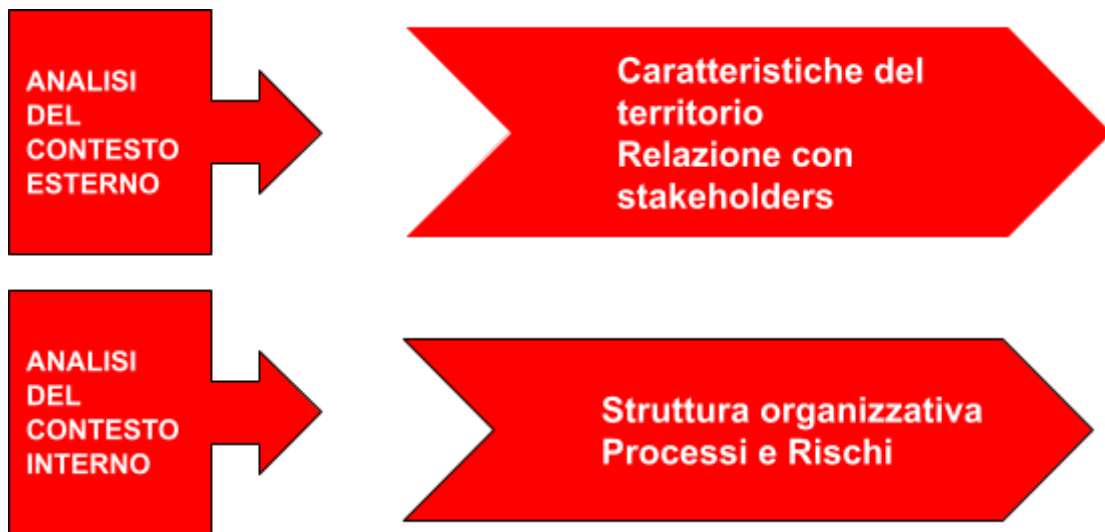 ANALISI
DEL
CONTESTO
ESTERNO
Caratteristiche del
territorio
Relazione con
stakeholders
ANALISI
DEL
CONTESTO
INTERNO
Struttura organizzativa
Processi e Rischi